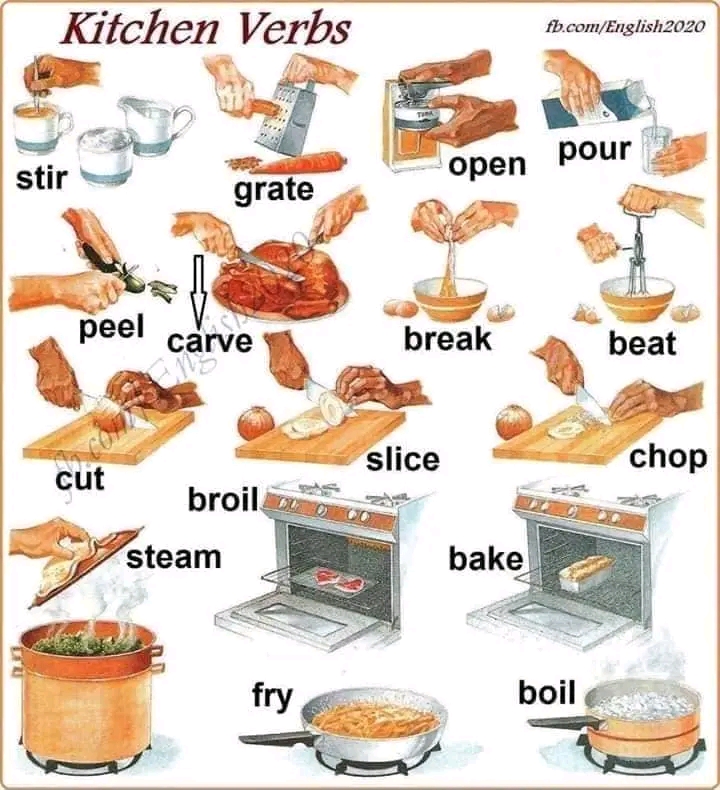 Kitchen Verbs
fb.com/English2020
stir
grate
open
pour
peel
carve
break
beat
cut
slice
chop
broil
steam
bake
fry
boil
fb.com/English2020